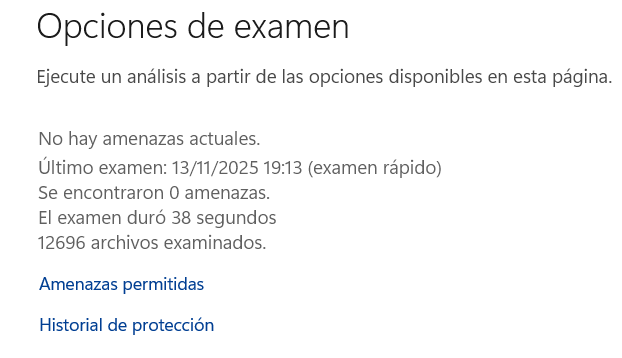 Opciones de examen
Ejecute un análisis a partir de las opciones disponibles en esta página.
No hay amenazas actuales.
Último examen: 13/11/2025 19:13 (examen rápido)
Se encontraron 0 amenazas.
El examen duró 38 segundos
12696 archivos examinados.
Amenazas permitidas
Historial de protección